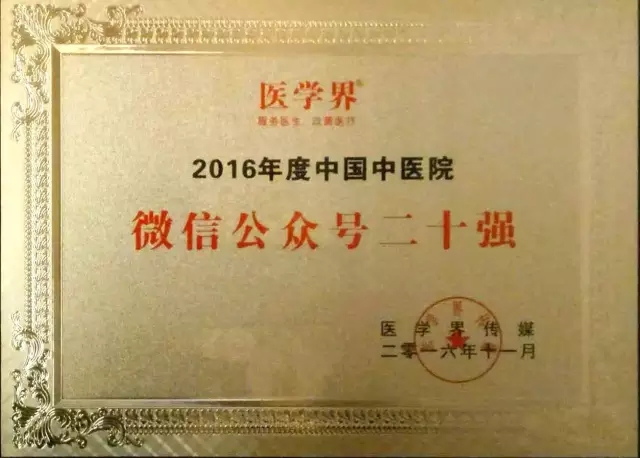 医学界®
服务医生 改善医疗
2016年度中国中医院
微信公众号二十强
医学界传媒
二零一六年十一月